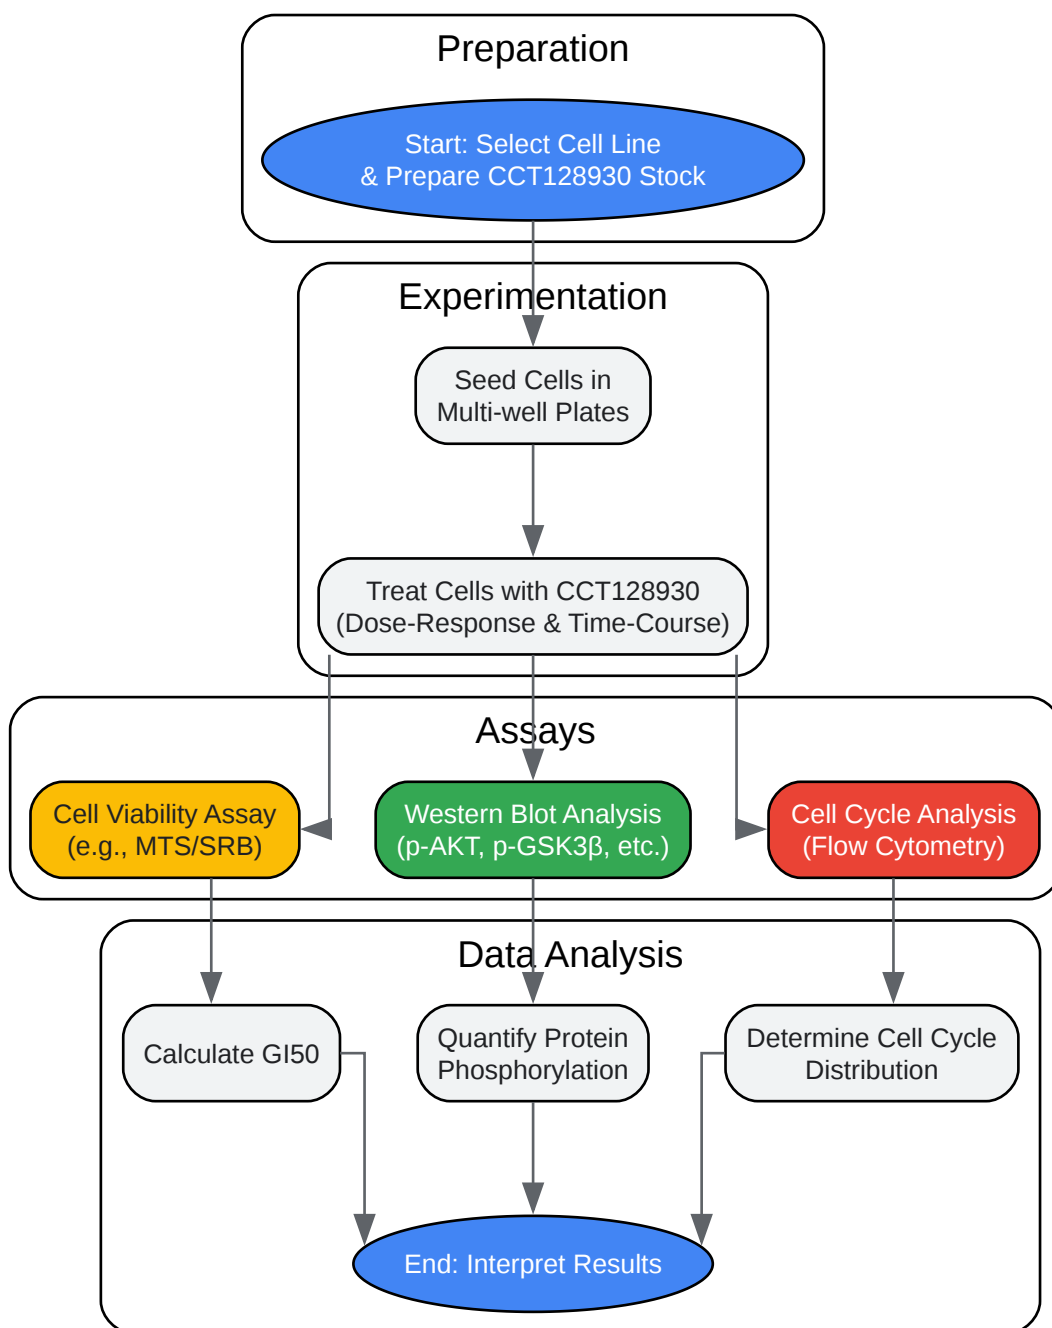 Preparation
Start: Select Cell Line
& Prepare CCT128930 Stock
Experimentation
Seed Cells in
Multi-well Plates
Treat Cells with CCT128930
(Dose-Response & Time-Course)
Assays
Cell Viability Assay
(e.g., MTS/SRB)
Western Blot Analysis
(p-AKT, p-GSK3β, etc.)
Cell Cycle Analysis
(Flow Cytometry)
Data Analysis
Calculate GI50
Quantify Protein
Phosphorylation
Determine Cell Cycle
Distribution
End: Interpret Results